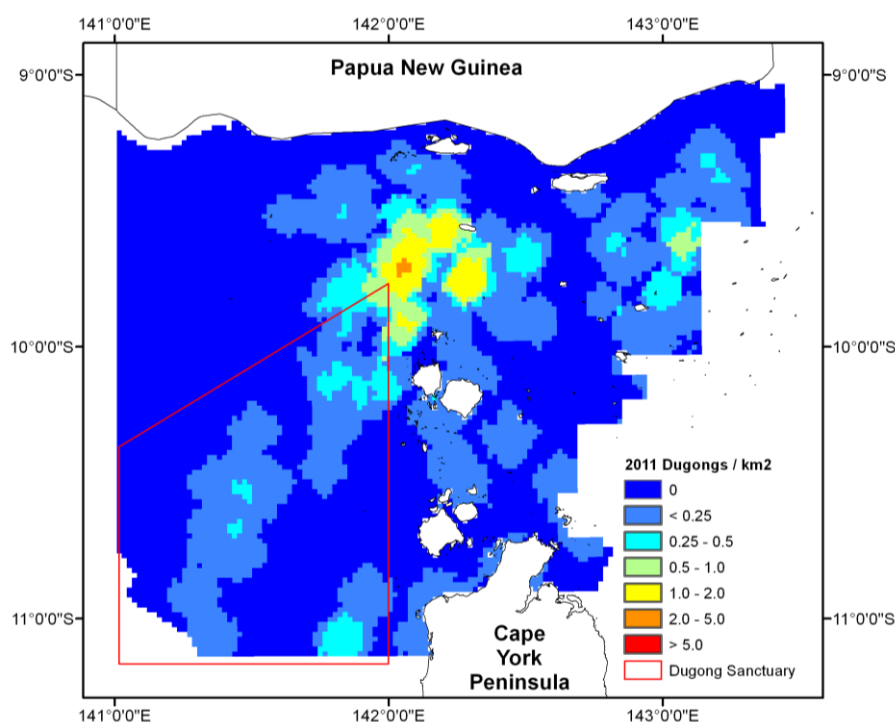 141°0'0"E 142°0'0"E 143°0'0"E
9°0'0"S 9°0'0"S
Papua New Guinea
10°0'0"S 10°0'0"S
2011 Dugongs / km2
0
< 0.25
0.25 - 0.5
0.5 - 1.0
1.0 - 2.0
2.0 - 5.0
> 5.0
Dugong Sanctuary
11°0'0"S 11°0'0"S
Cape
York
Peninsula
141°0'0"E 142°0'0"E 143°0'0"E